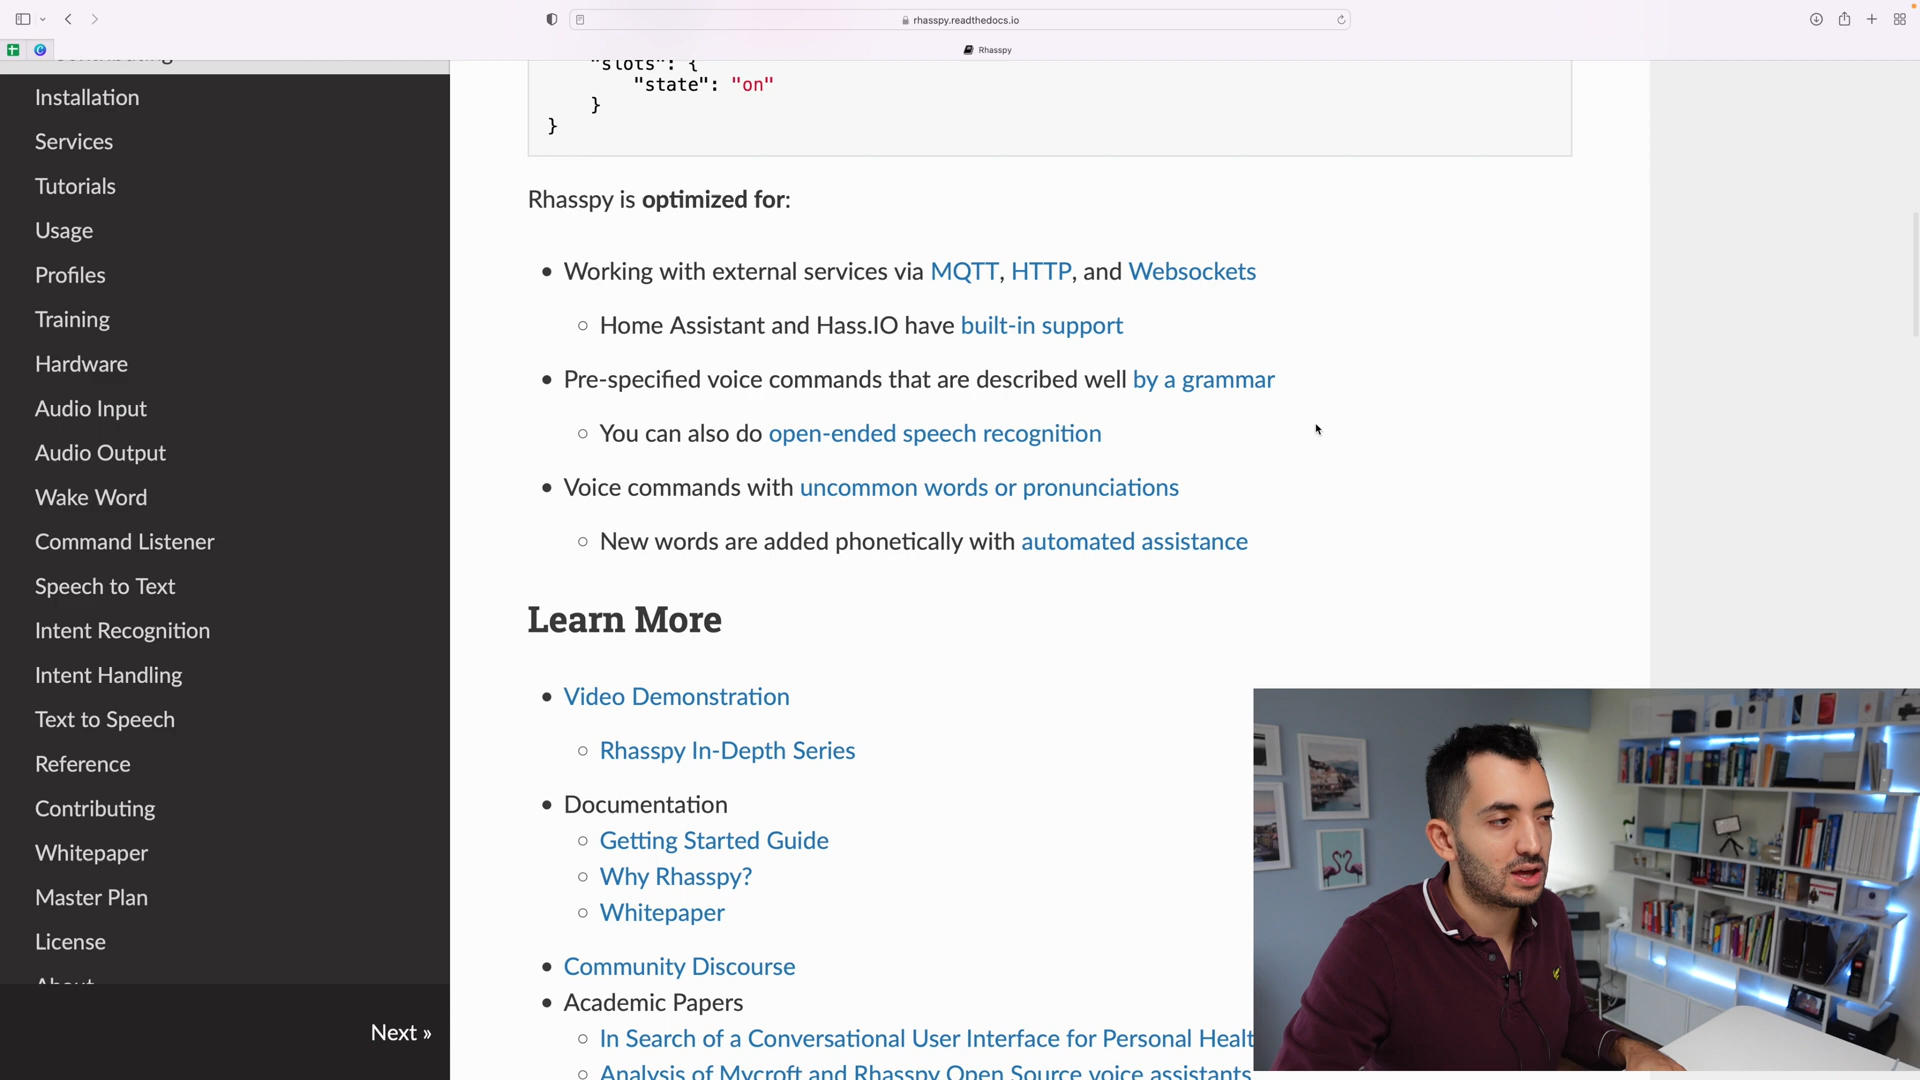 rhasspy.readthedocs.io
Rhasspy
Contributing
Installation
Services
Tutorials
Usage
Profiles
Training
Hardware
Audio Input
Audio Output
Wake Word
Command Listener
Speech to Text
Intent Recognition
Intent Handling
Text to Speech
Reference
Contributing
Whitepaper
Master Plan
License
About
Next »
"slots": {
"state": "on"
}
}
Rhasspy is optimized for:
• Working with external services via MQTT, HTTP, and Websockets
○ Home Assistant and Hass.IO have built-in support
• Pre-specified voice commands that are described well by a grammar
○ You can also do open-ended speech recognition
• Voice commands with uncommon words or pronunciations
○ New words are added phonetically with automated assistance
Learn More
• Video Demonstration
○ Rhasspy In-Depth Series
• Documentation
○ Getting Started Guide
○ Why Rhasspy?
○ Whitepaper
• Community Discourse
• Academic Papers
○ In Search of a Conversational User Interface for Personal Healt
○ Analysis of Mycroft and Rhasspy Open Source voice assistants